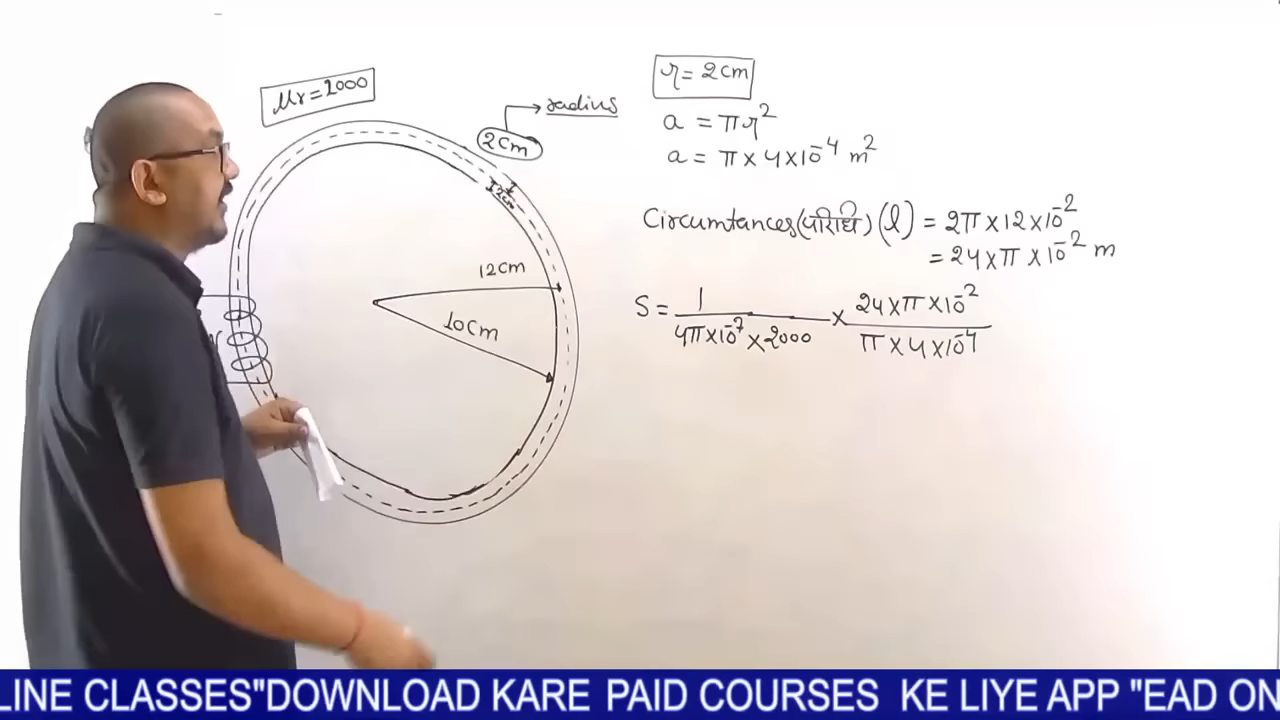 μr=2000
radius
2cm
2cm
12cm
10cm
r = 2cm
a = πr²
a = π×4×10⁻⁴ m²
Circumtances(परिधि) (l) = 2π×12×10⁻²
= 24×π×10⁻² m
S = 1/(4π×10⁻⁷×2000) × (24×π×10⁻²)/(π×4×10⁻⁴)
LINE CLASSES"DOWNLOAD KARE PAID COURSES KE LIYE APP "EAD ON